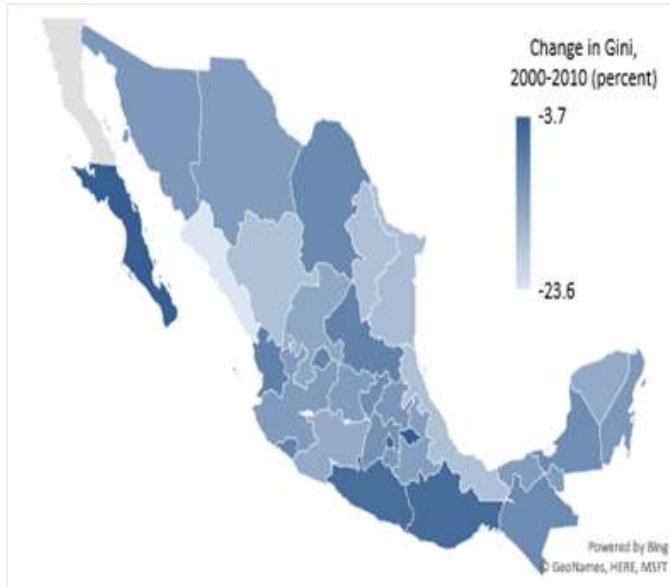 Change in Gini,
2000-2010 (percent)
-3.7
-23.6
Powered by Bing
© GeoNames, HERE, MSFT